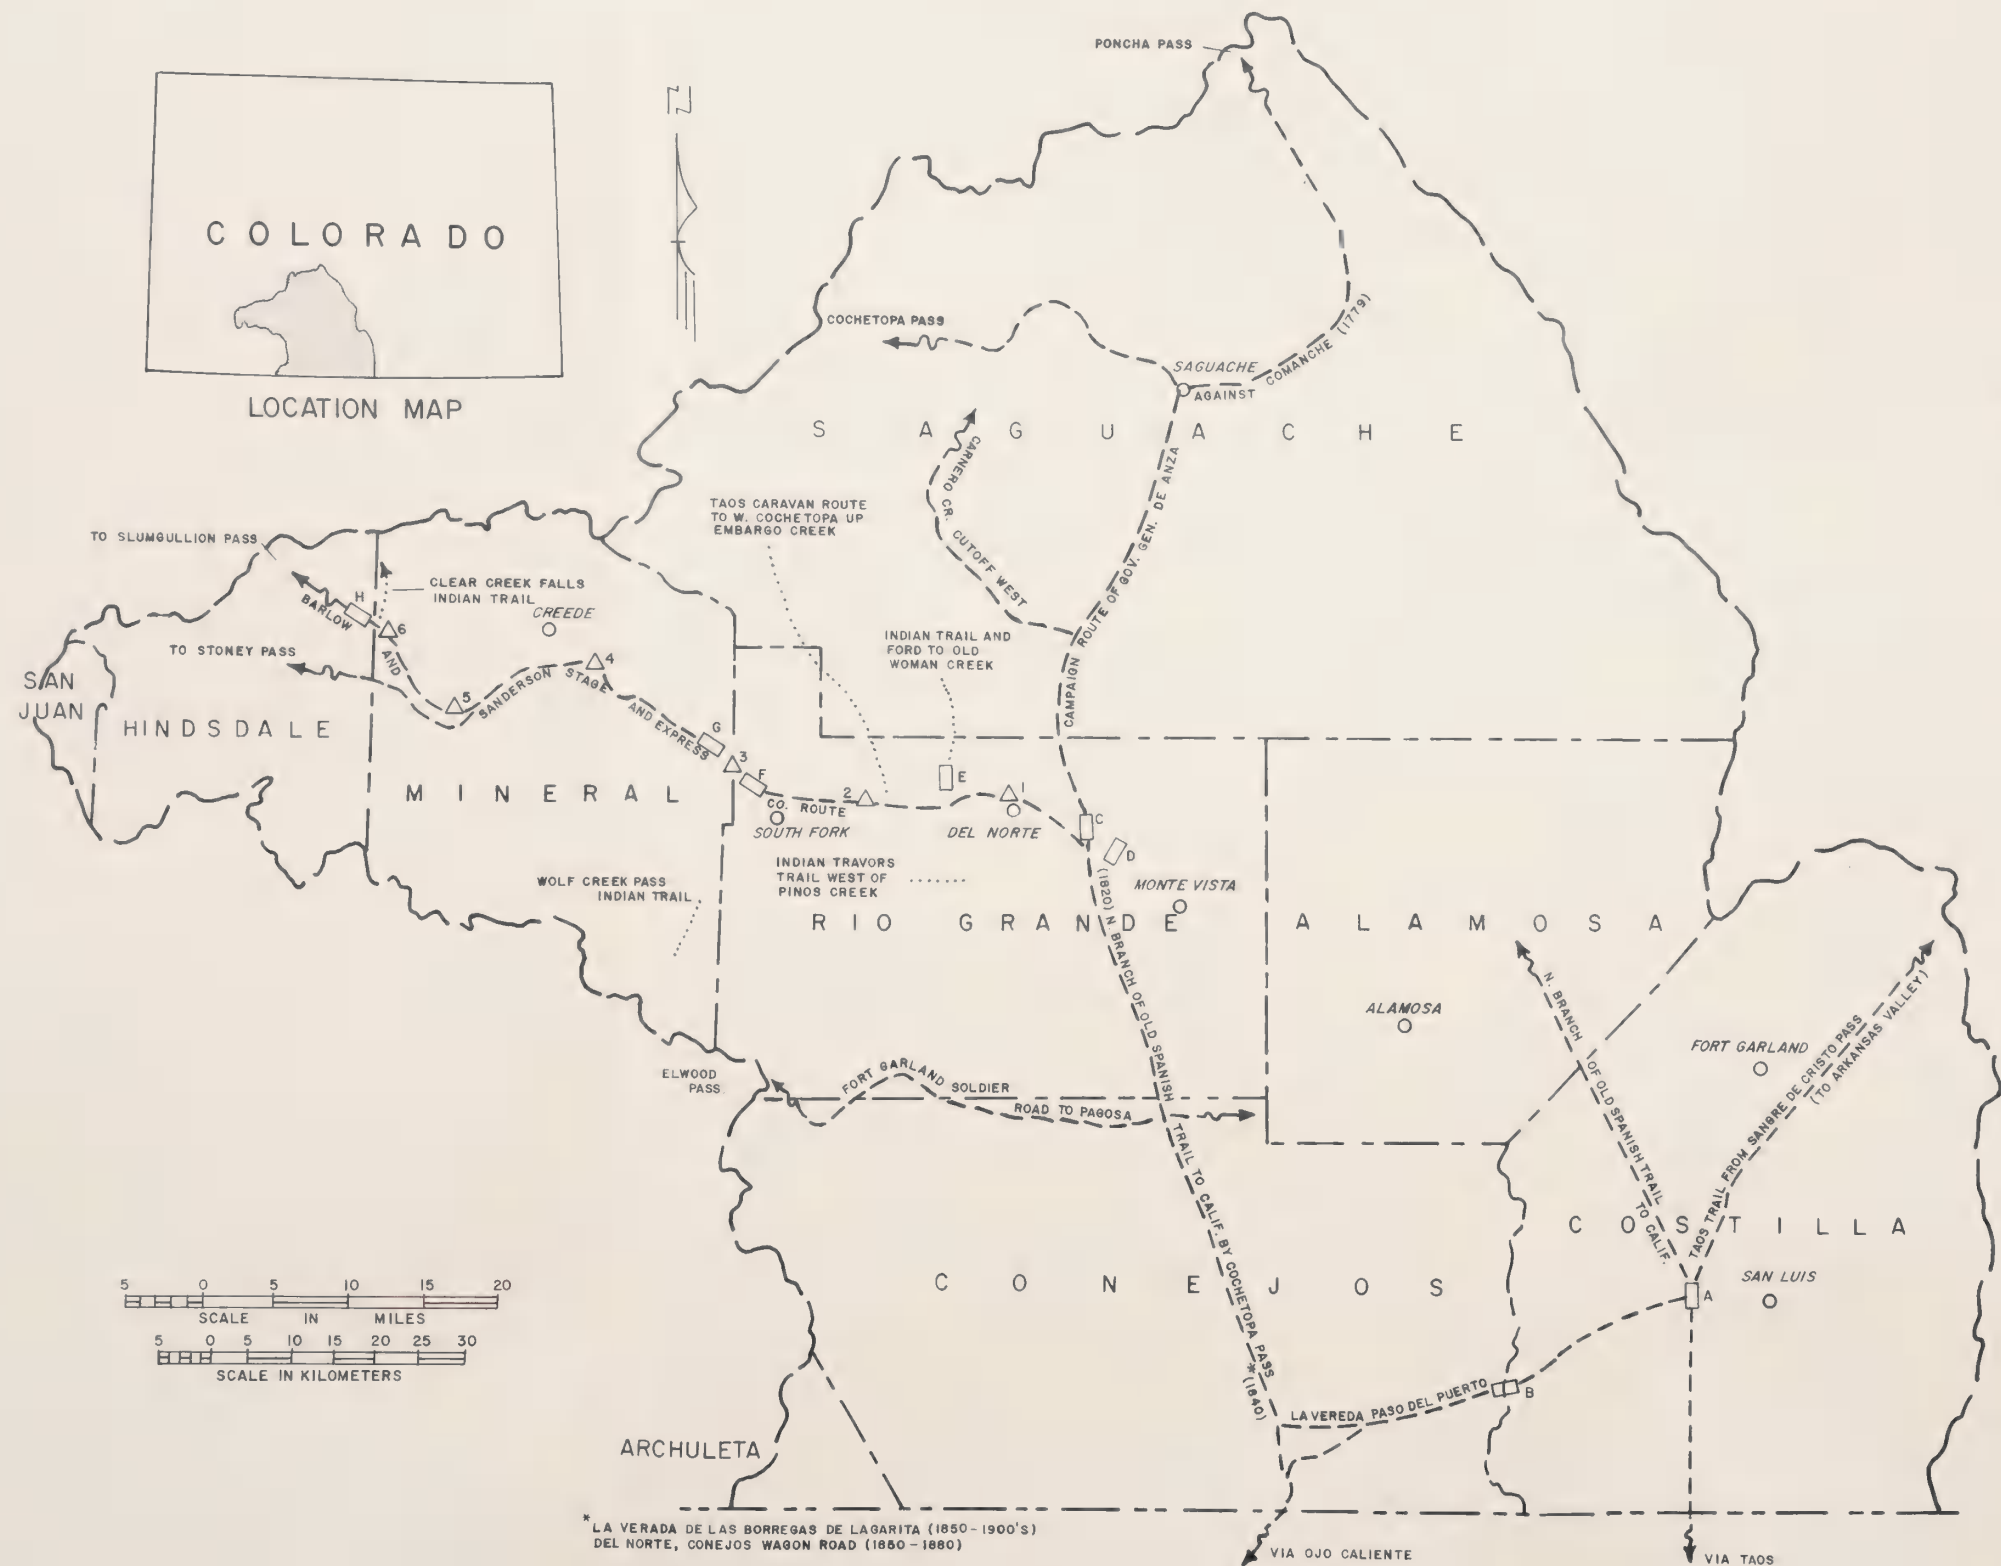 PONCHA PASS
COLORADO
LOCATION MAP
N
COCHETOPA PASS
SAGUACHE
AGAINST COMANCHE (1779)
SAGUACHE
CARNERO CR. CUTOFF WEST
CAMPAIGN ROUTE OF GOV. GEN. DE ANZA
TAOS CARAVAN ROUTE
TO W. COCHETOPA UP
EMBARGO CREEK
TO SLUMGULLION PASS
CLEAR CREEK FALLS
INDIAN TRAIL
CREEDE
H
BARLOW AND SANDERSON STAGE AND EXPRESS CO. ROUTE
6
TO STONEY PASS
4
5
INDIAN TRAIL AND
FORD TO OLD
WOMAN CREEK
SAN
JUAN
HINDSDALE
G
3
F
MINERAL
2
E
1
SOUTH FORK
DEL NORTE
C
D
INDIAN TRAVORS
TRAIL WEST OF
PINOS CREEK
WOLF CREEK PASS
INDIAN TRAIL
MONTE VISTA
RIO GRANDE
ALAMOSA
(1820) N. BRANCH OF OLD SPANISH TRAIL TO CALIF. BY COCHETOPA PASS
*(1840)
N. BRANCH OF OLD SPANISH TRAIL TO CALIF.
ALAMOSA
FORT GARLAND
TAOS TRAIL FROM SANGRE DE CRISTO PASS
(TO ARKANSAS VALLEY)
ELWOOD
PASS
FORT GARLAND SOLDIER
ROAD TO PAGOSA
COSTILLA
CONEJOS
SAN LUIS
A
5 0 5 10 15 20
SCALE IN MILES
5 0 5 10 15 20 25 30
SCALE IN KILOMETERS
LA VEREDA PASO DEL PUERTO
B
ARCHULETA
*LA VERADA DE LAS BORREGAS DE LAGARITA (1850-1900'S)
DEL NORTE, CONEJOS WAGON ROAD (1850-1880)
VIA OJO CALIENTE
VIA TAOS